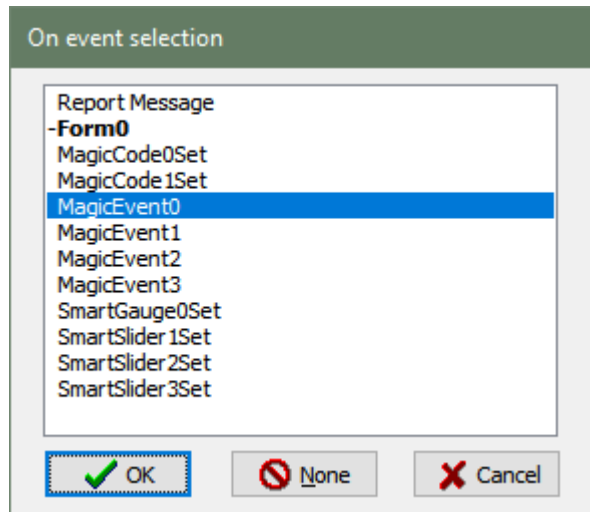 On event selection
Report Message
-Form0
MagicCode0Set
MagicCode1Set
MagicEvent0
MagicEvent1
MagicEvent2
MagicEvent3
SmartGauge0Set
SmartSlider1Set
SmartSlider2Set
SmartSlider3Set
OK None Cancel